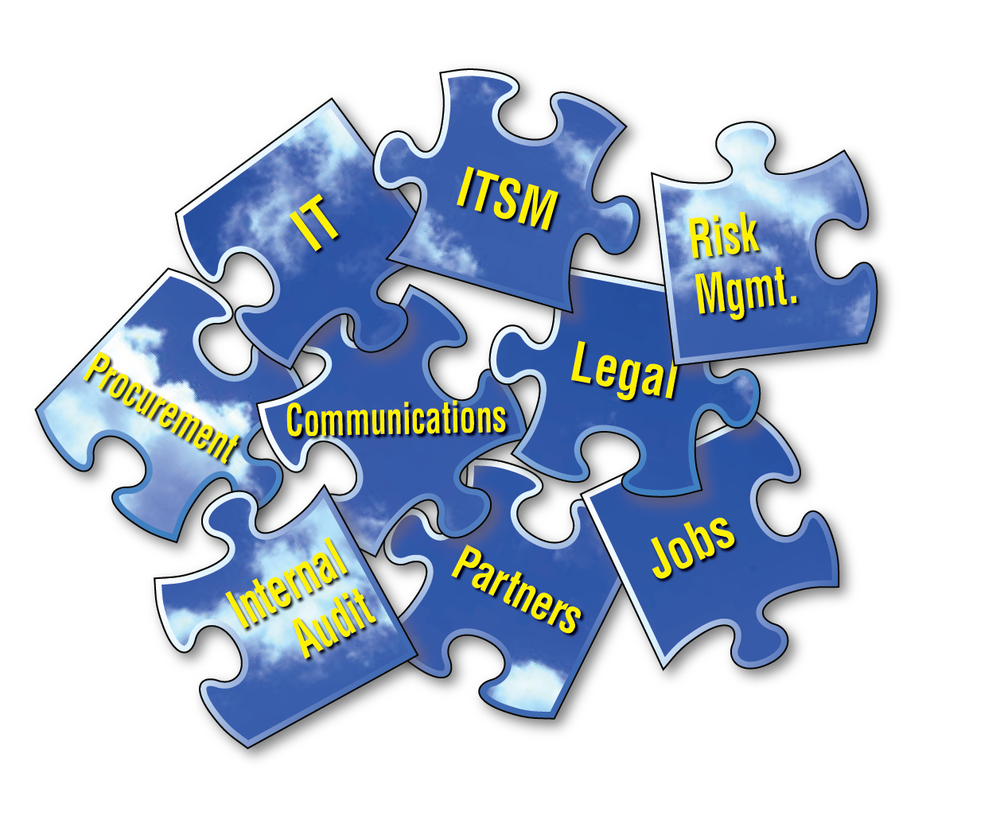 IT
ITSM
Risk
Mgmt.
Procurement
Communications
Legal
Internal
Audit
Partners
Jobs